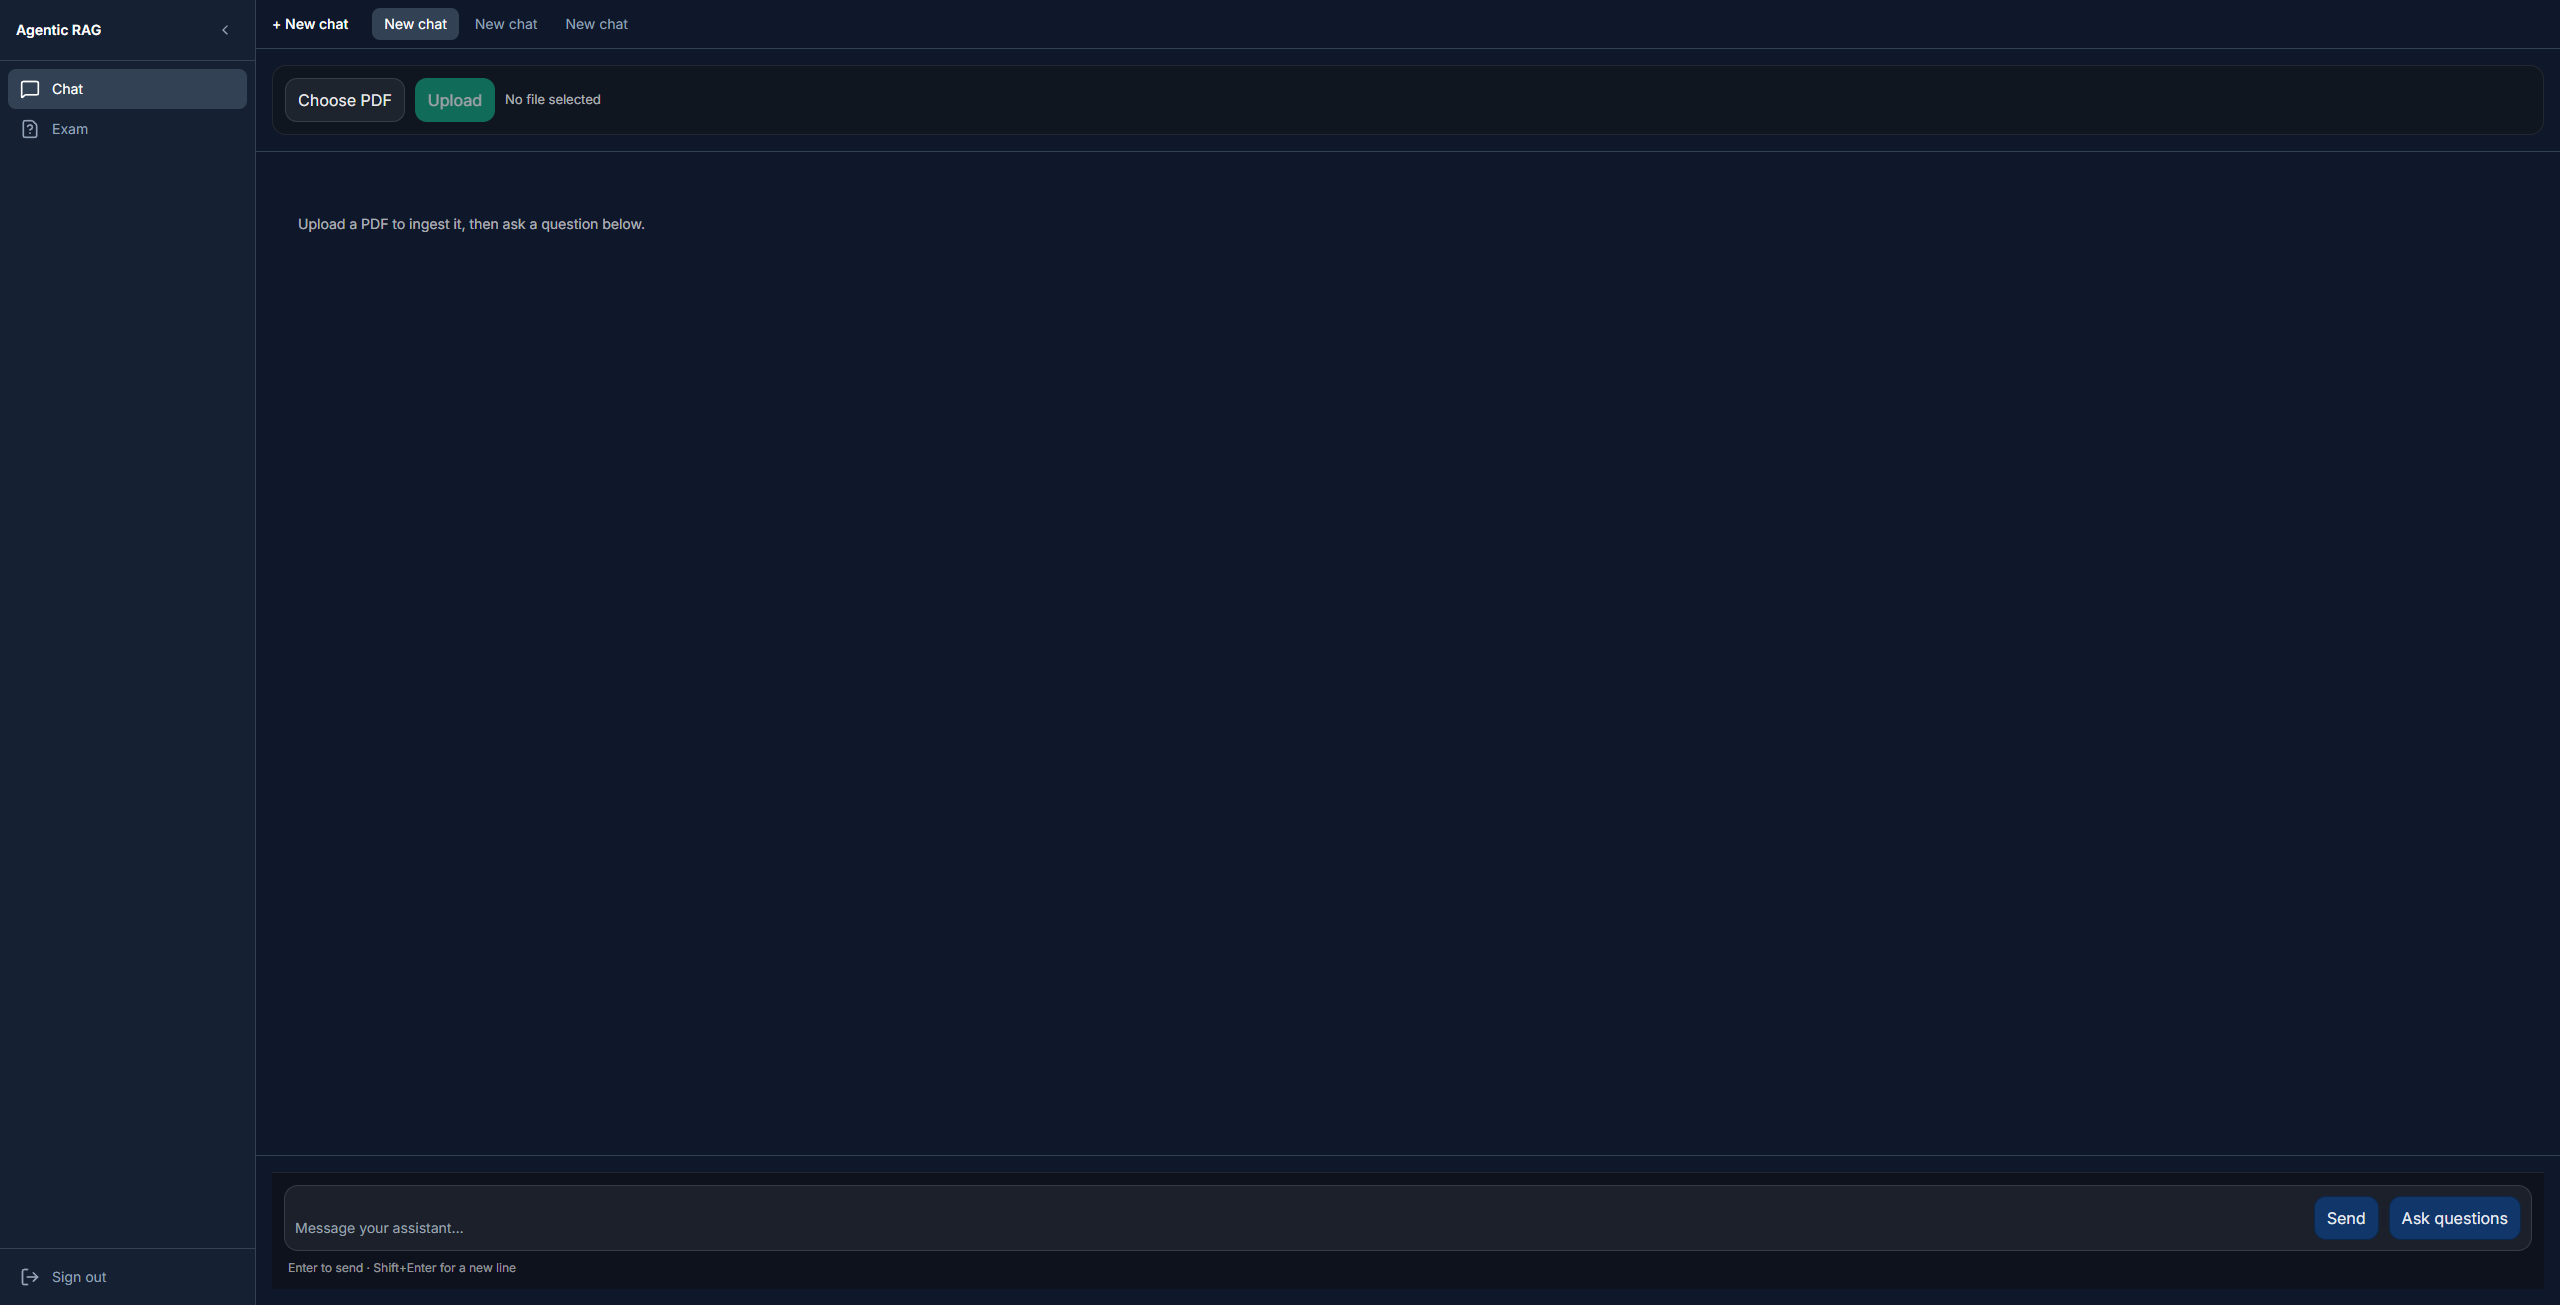 Agentic RAG
Chat
Exam
Sign out
+ New chat
New chat
New chat
New chat
Choose PDF
Upload
No file selected
Upload a PDF to ingest it, then ask a question below.
Message your assistant...
Send
Ask questions
Enter to send · Shift+Enter for a new line